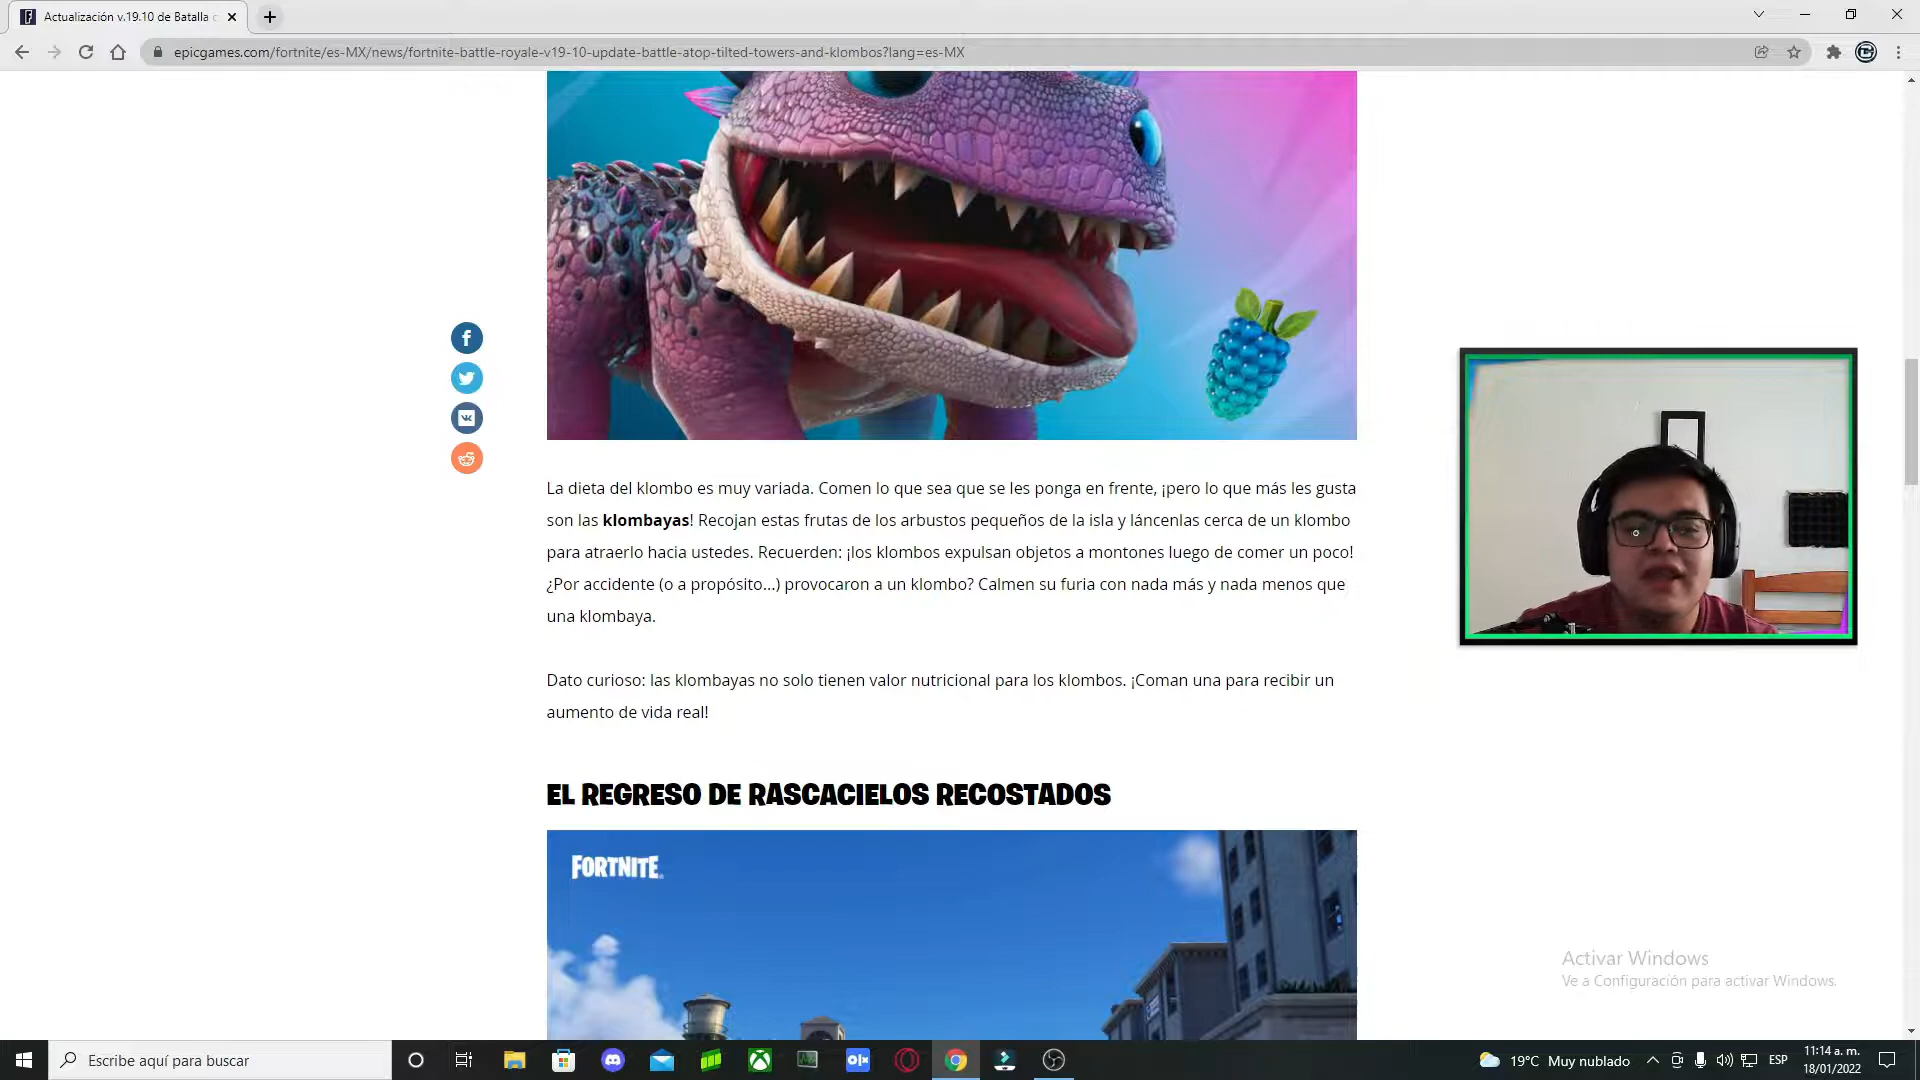 Actualización v.19.10 de Batalla
epicgames.com/fortnite/es-MX/news/fortnite-battle-royale-v19-10-update-battle-atop-tilted-towers-and-klombos?lang=es-MX
La dieta del klombo es muy variada. Comen lo que sea que se les ponga en frente, ¡pero lo que más les gusta
son las klombayas! Recojan estas frutas de los arbustos pequeños de la isla y láncenlas cerca de un klombo
para atraerlo hacia ustedes. Recuerden: ¡los klombos expulsan objetos a montones luego de comer un poco!
¿Por accidente (o a propósito...) provocaron a un klombo? Calmen su furia con nada más y nada menos que
una klombaya.
Dato curioso: las klombayas no solo tienen valor nutricional para los klombos. ¡Coman una para recibir un
aumento de vida real!
EL REGRESO DE RASCACIELOS RECOSTADOS
FORTNITE
Activar Windows
Ve a Configuración para activar Windows.
Escribe aquí para buscar
19°C Muy nublado
ESP
11:14 a. m.
18/01/2022